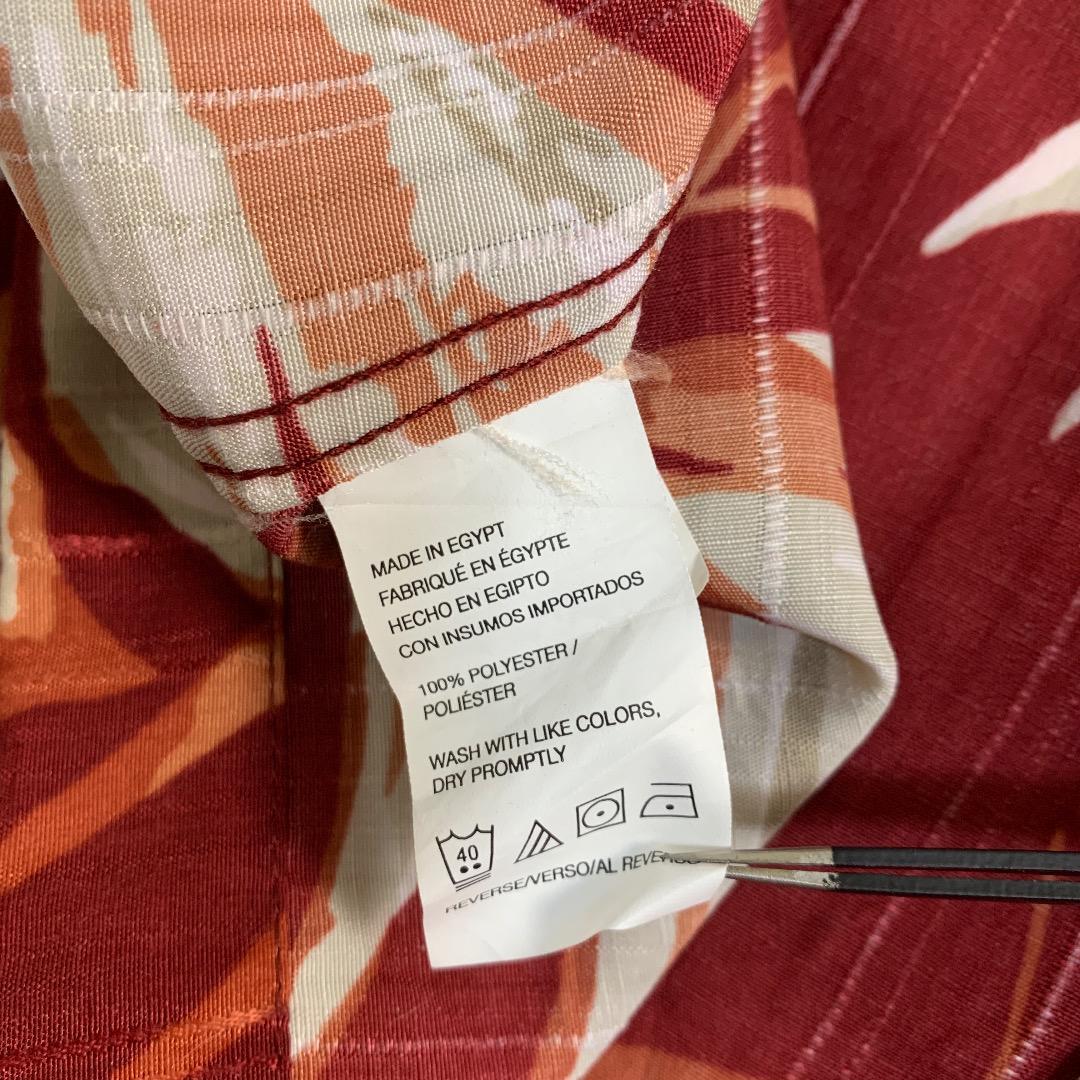 MADE IN EGYPT
FABRIQUÉ EN ÉGYPTE
HECHO EN EGIPTO
CON INSUMOS IMPORTADOS
100% POLYESTER /
POLIÉSTER
WASH WITH LIKE COLORS,
DRY PROMPTLY
40
REVERSE/VERSO/AL